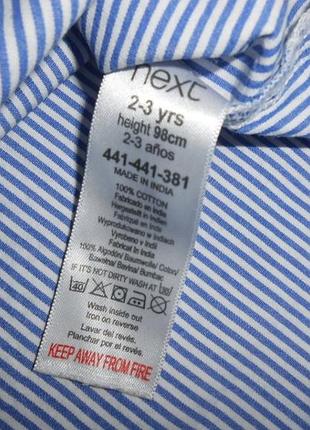 next
2-3 yrs
height 98cm
2-3 años
441-441-381
MADE IN INDIA
100% COTTON
Fabricado en India
Hergestellt in Indien
Fabriqué en Inde
Wyprodukowano w Indiach
Vyrobeno v Indii
Fabricat în India
100% Algodón/ Baumwolle/ Coton/
Bawełna/ Bavlna/ Bumbac
IF IT'S NOT DIRTY WASH AT 30/
40
Wash inside out
Iron on reverse
Lavar del revés.
Planchar por el revés.
KEEP AWAY FROM FIRE